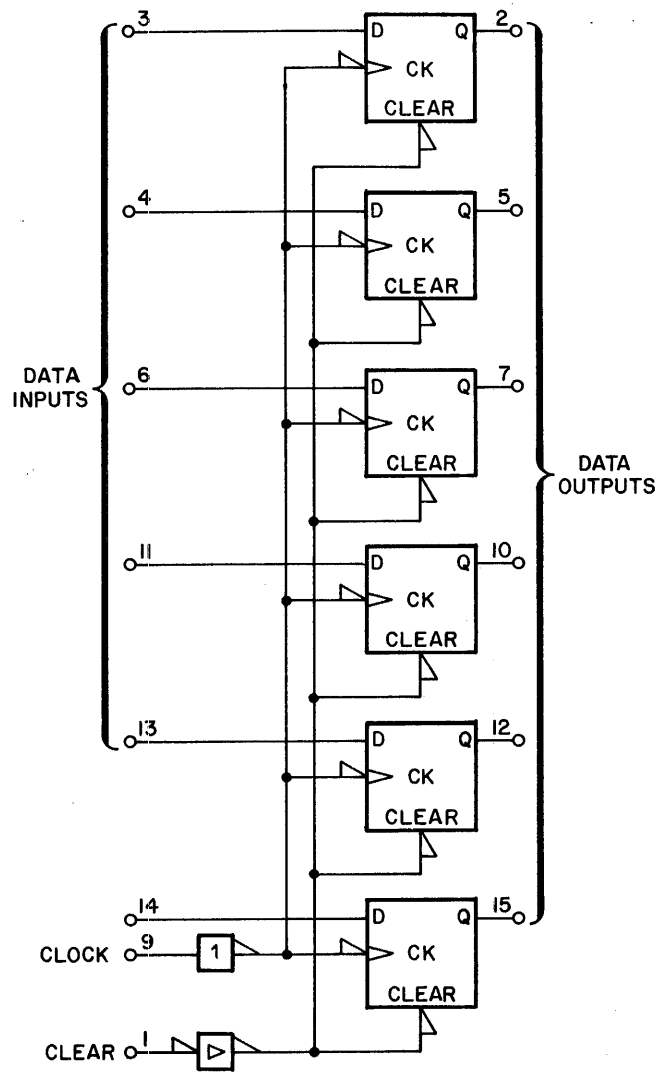 3 D Q 2
CK
CLEAR
4 D Q 5
CK
CLEAR
DATA
INPUTS
6 D Q 7
CK
CLEAR
DATA
OUTPUTS
11 D Q 10
CK
CLEAR
13 D Q 12
CK
CLEAR
14 D Q 15
CLOCK 9 1 CK
CLEAR
CLEAR 1